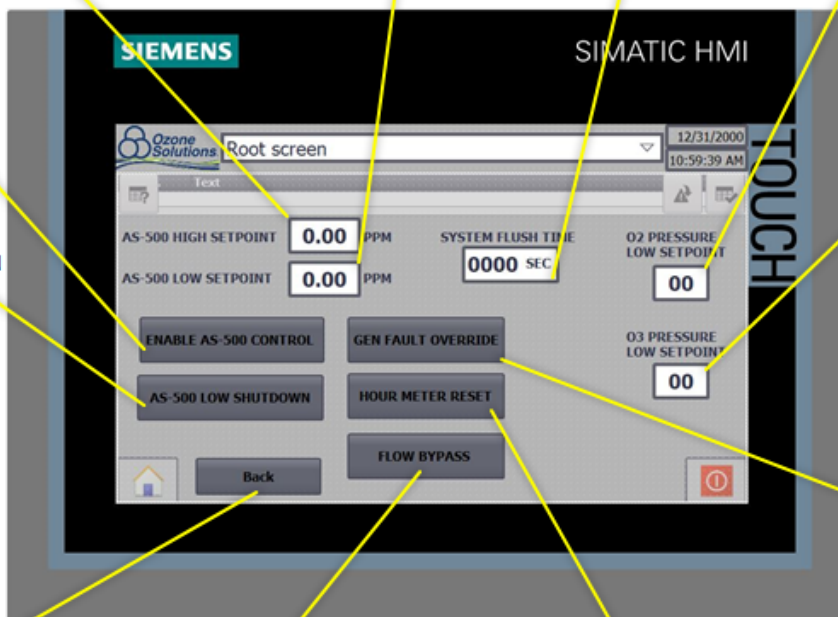 SIEMENS
SIMATIC HMI
TOUCH
Ozone
Solutions
Root screen
12/31/2000
10:59:39 AM
Text
AS-500 HIGH SETPOINT 0.00 PPM
AS-500 LOW SETPOINT 0.00 PPM
SYSTEM FLUSH TIME
0000 SEC
O2 PRESSURE
LOW SETPOINT
00
O3 PRESSURE
LOW SETPOINT
00
ENABLE AS-500 CONTROL
GEN FAULT OVERRIDE
AS-500 LOW SHUTDOWN
HOUR METER RESET
FLOW BYPASS
Back